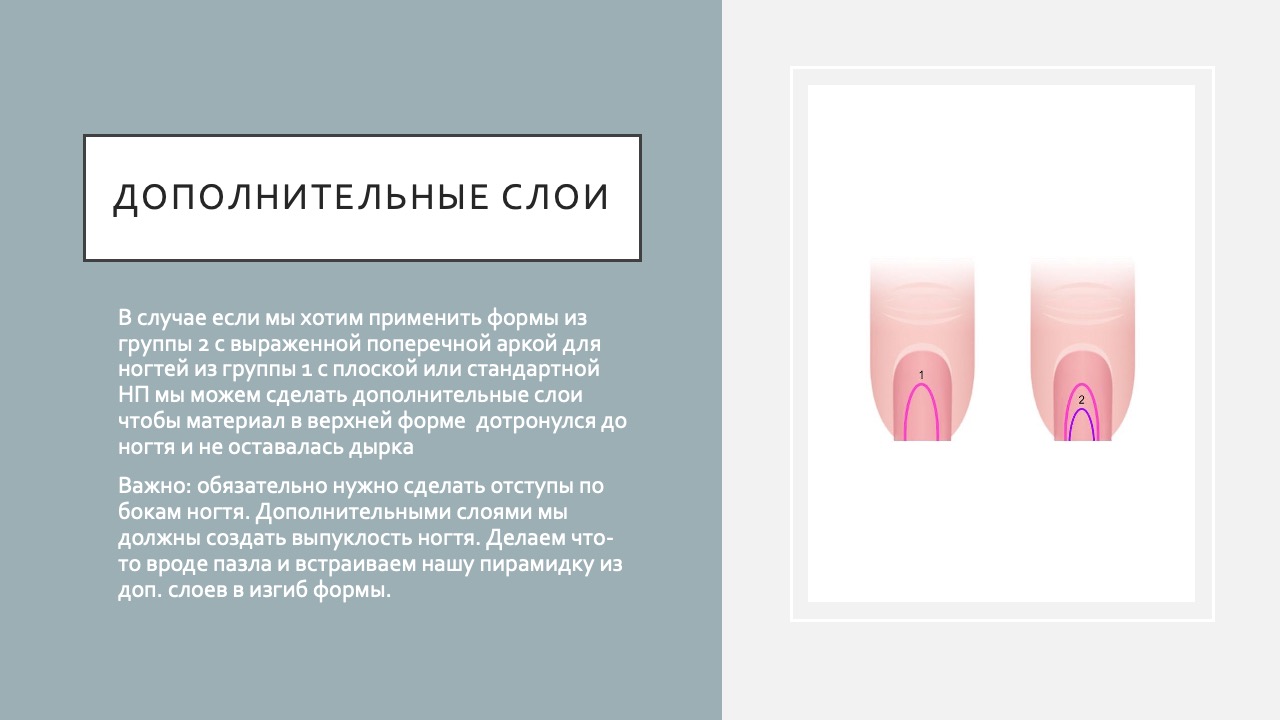 ДОПОЛНИТЕЛЬНЫЕ СЛОИ
В случае если мы хотим применить формы из
группы 2 с выраженной поперечной аркой для
ногтей из группы 1 с плоской или стандартной
НП мы можем сделать дополнительные слои
чтобы материал в верхней форме  дотронулся до
ногтя и не оставалась дырка
Важно: обязательно нужно сделать отступы по
бокам ногтя. Дополнительными слоями мы
должны создать выпуклость ногтя. Делаем что-
то вроде пазла и встраиваем нашу пирамидку из
доп. слоев в изгиб формы.
1
2